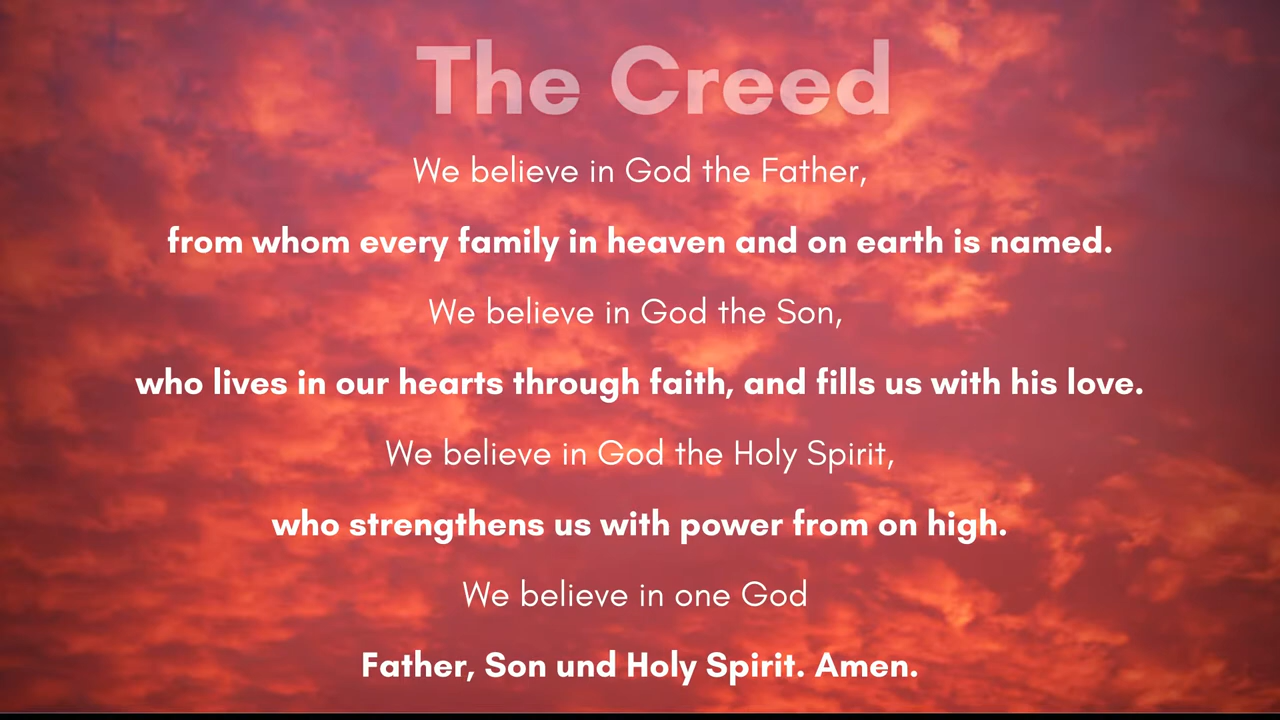 The Creed
We believe in God the Father,
from whom every family in heaven and on earth is named.
We believe in God the Son,
who lives in our hearts through faith, and fills us with his love.
We believe in God the Holy Spirit,
who strengthens us with power from on high.
We believe in one God
Father, Son und Holy Spirit. Amen.